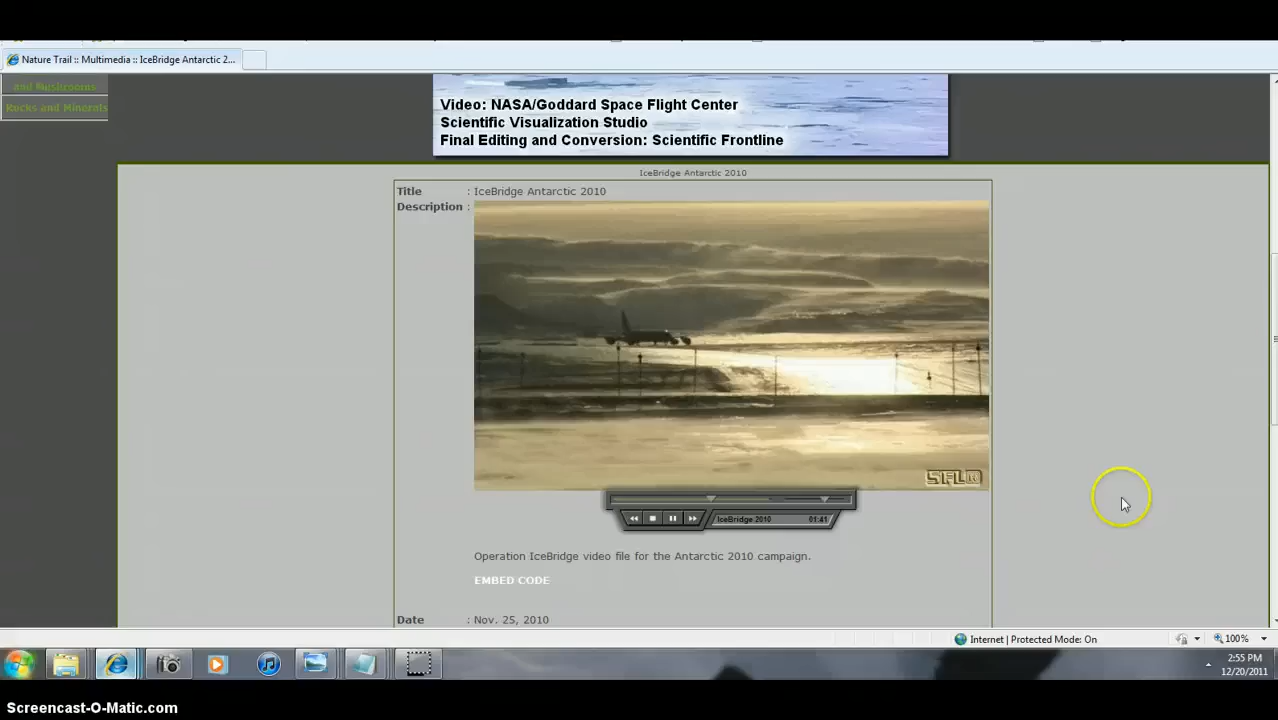 Nature Trail :: Multimedia :: IceBridge Antarctic 2...
and Mushrooms
Rocks and Minerals
Video: NASA/Goddard Space Flight Center
Scientific Visualization Studio
Final Editing and Conversion: Scientific Frontline
IceBridge Antarctic 2010
Title : IceBridge Antarctic 2010
Description :
SFL
IceBridge 2010 01:41
Operation IceBridge video file for the Antarctic 2010 campaign.
EMBED CODE
Date : Nov. 25, 2010
Internet | Protected Mode: On
100%
2:55 PM
12/20/2011
Screencast-O-Matic.com